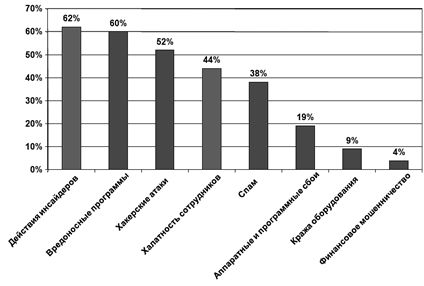 70%
60%
50%
40%
30%
20%
10%
0%
62%
60%
52%
44%
38%
19%
9%
4%
Действия инсайдеров
Вредоносные программы
Хакерские атаки
Халатность сотрудников
Спам
Аппаратные и программные сбои
Кража оборудования
Финансовое мошенничество